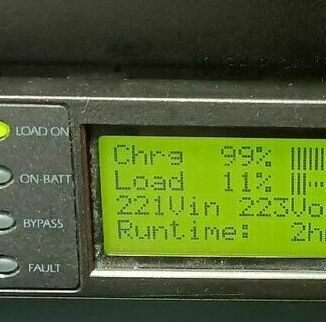 LOAD ON
ON-BATT
BYPASS
FAULT
Chrg 99%
Load 11%
221Vin 223Vo
Runtime: 2h